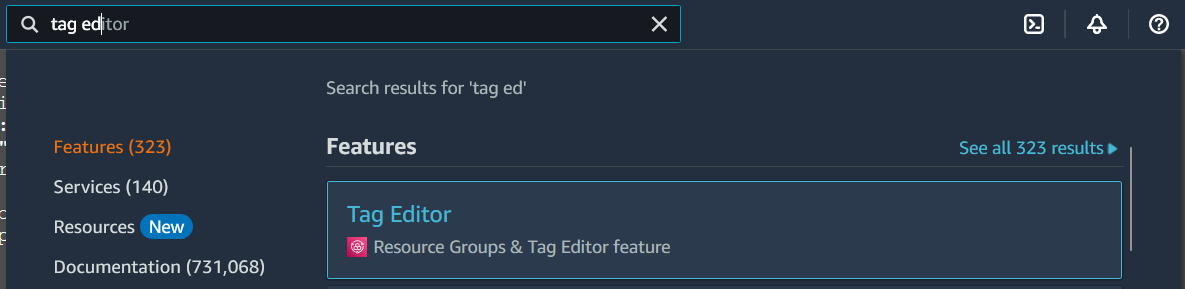 tag editor
Search results for 'tag ed'
Features (323)
Features
See all 323 results
Services (140)
Tag Editor
Resources New
Resource Groups & Tag Editor feature
Documentation (731,068)